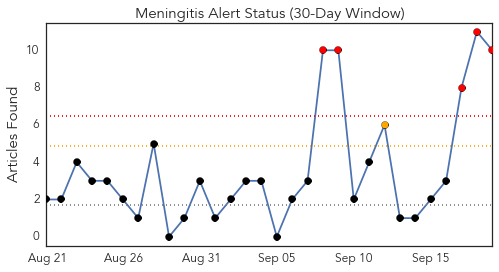 Meningitis Alert Status (30-Day Window)
Articles Found
10
8
6
4
2
0
Aug 21
Aug 26
Aug 31
Sep 05
Sep 10
Sep 15